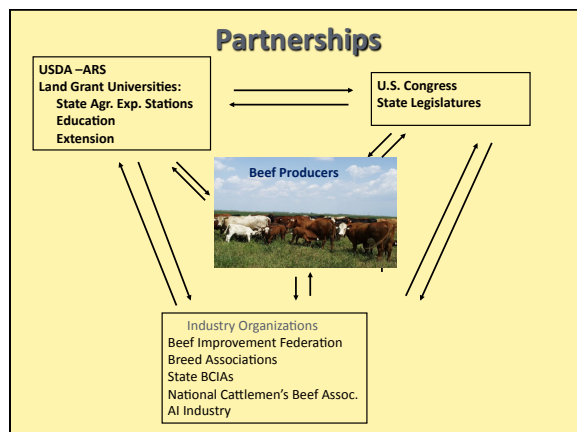 Partnerships
USDA –ARS
Land Grant Universities:
State Agr. Exp. Stations
Education
Extension
U.S. Congress
State Legislatures
Beef Producers
Industry Organizations
Beef Improvement Federation
Breed Associations
State BCIAs
National Cattlemen's Beef Assoc.
AI Industry